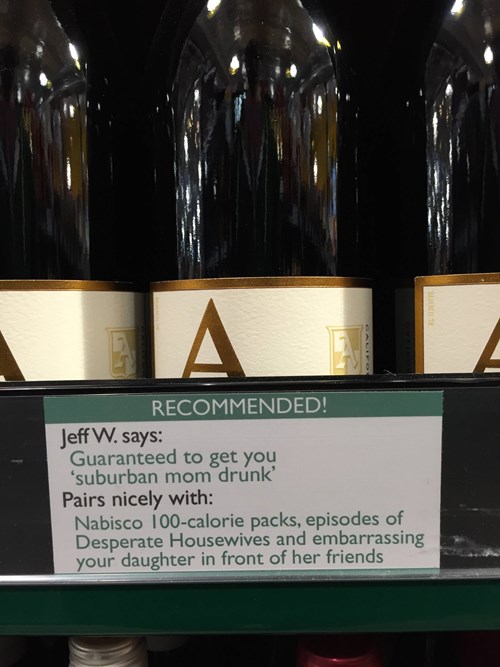 A
A
A
CALIFO
RECOMMENDED!
Jeff W. says:
Guaranteed to get you
‘suburban mom drunk’
Pairs nicely with:
Nabisco 100-calorie packs, episodes of
Desperate Housewives and embarrassing
your daughter in front of her friends